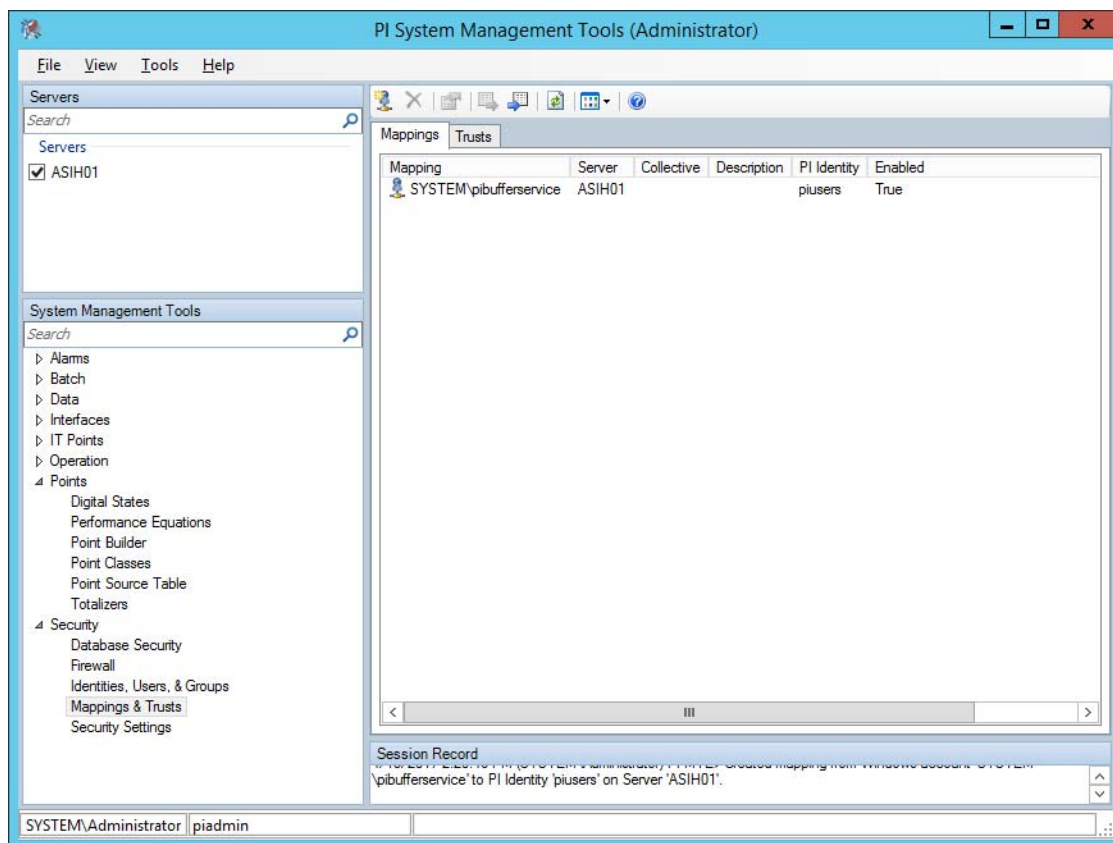 PI System Management Tools (Administrator)
File View Tools Help
Servers
Search
Servers
ASIH01
System Management Tools
Search
Alarms
Batch
Data
Interfaces
IT Points
Operation
Points
Digital States
Performance Equations
Point Builder
Point Classes
Point Source Table
Totalizers
Security
Database Security
Firewall
Identities, Users, & Groups
Mappings & Trusts
Security Settings
Mappings Trusts
Mapping Server Collective Description PI Identity Enabled
SYSTEM\pibufferservice ASIH01 piusers True
Session Record
\pibufferservice' to PI Identity 'piusers' on Server 'ASIH01'.
SYSTEM\Administrator piadmin